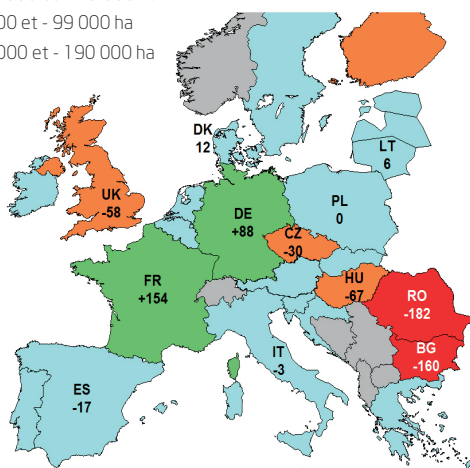 00 et - 99 000 ha
000 et - 190 000 ha
DK
12
LT
6
UK
-58
PL
0
DE
+88
CZ
-30
FR
+154
HU
-67
RO
-182
BG
-160
IT
-3
ES
-17